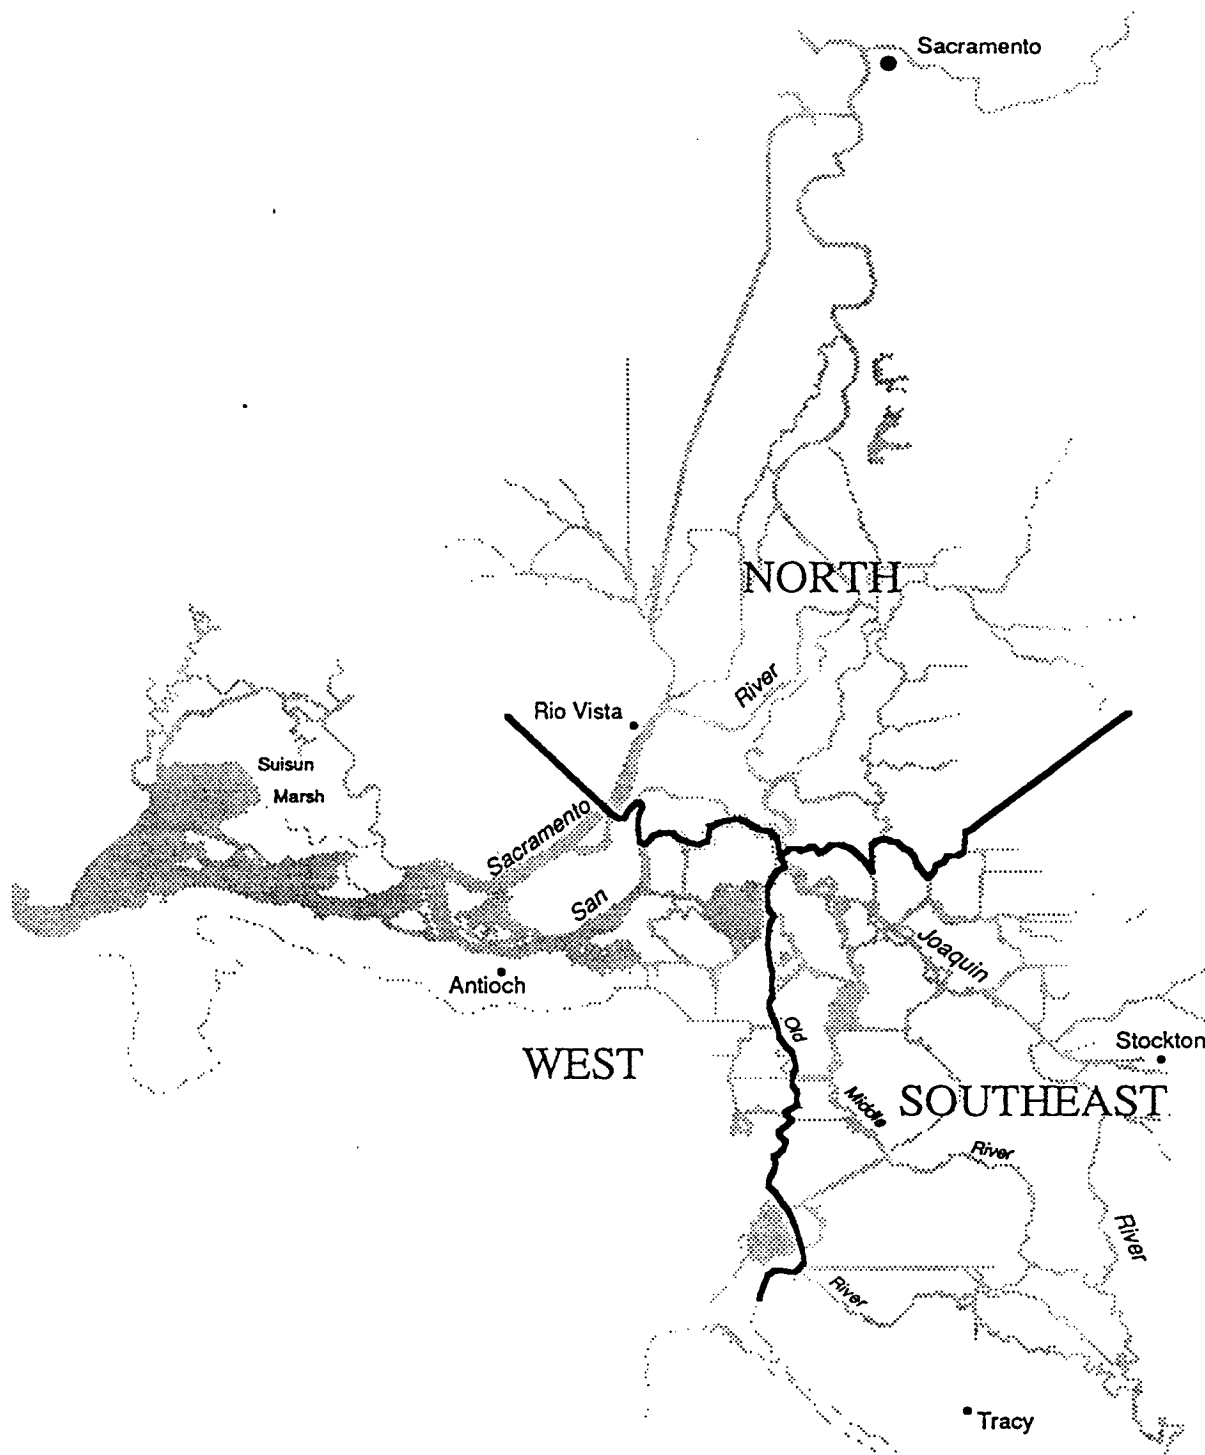 Sacramento
NORTH
River
Rio Vista
Suisun
Marsh
Sacramento
San
Joaquin
Antioch
Old
Stockton
WEST
Middle
SOUTHEAST
River
River
River
Tracy